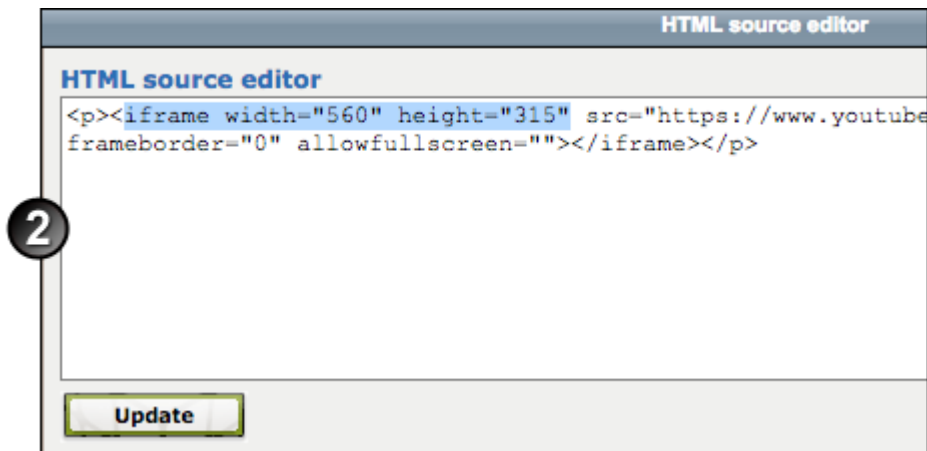 HTML source editor
HTML source editor
<p><iframe width="560" height="315" src="https://www.youtube
frameborder="0" allowfullscreen=""></iframe></p>
2
Update